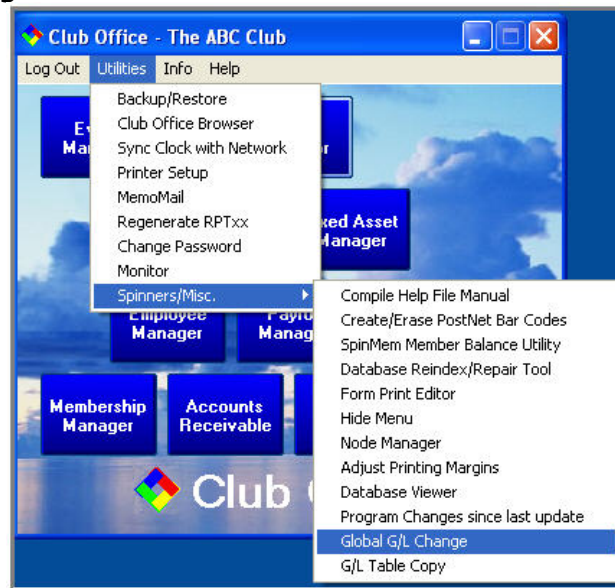 Club Office - The ABC Club
Log Out Utilities Info Help
Backup/Restore
Club Office Browser
Sync Clock with Network
Printer Setup
MemoMail
Regenerate RPTxx
Change Password
Monitor
Spinners/Misc.
Asset
Manager
Manager
Compile Help File Manual
Create/Erase PostNet Bar Codes
SpinMem Member Balance Utility
Database Reindex/Repair Tool
Form Print Editor
Hide Menu
Node Manager
Adjust Printing Margins
Database Viewer
Program Changes since last update
Global G/L Change
G/L Table Copy
Membership
Manager
Accounts
Receivable
Club